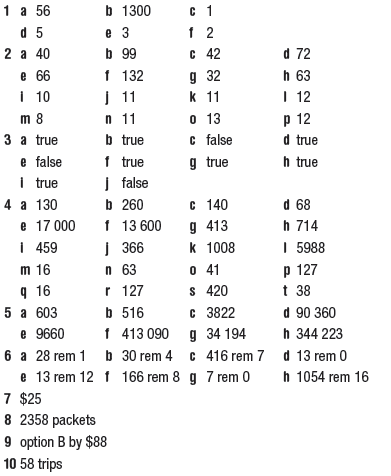 1 a 56 b 1300 c 1
d 5 e 3 f 2
2 a 40 b 99 c 42 d 72
e 66 f 132 g 32 h 63
i 10 j 11 k 11 l 12
m 8 n 11 o 13 p 12
3 a true b true c false d true
e false f true g true h true
i true j false
4 a 130 b 260 c 140 d 68
e 17 000 f 13 600 g 413 h 714
i 459 j 366 k 1008 l 5988
m 16 n 63 o 41 p 127
q 16 r 127 s 420 t 38
5 a 603 b 516 c 3822 d 90 360
e 9660 f 413 090 g 34 194 h 344 223
6 a 28 rem 1 b 30 rem 4 c 416 rem 7 d 13 rem 0
e 13 rem 12 f 166 rem 8 g 7 rem 0 h 1054 rem 16
7 $25
8 2358 packets
9 option B by $88
10 58 trips